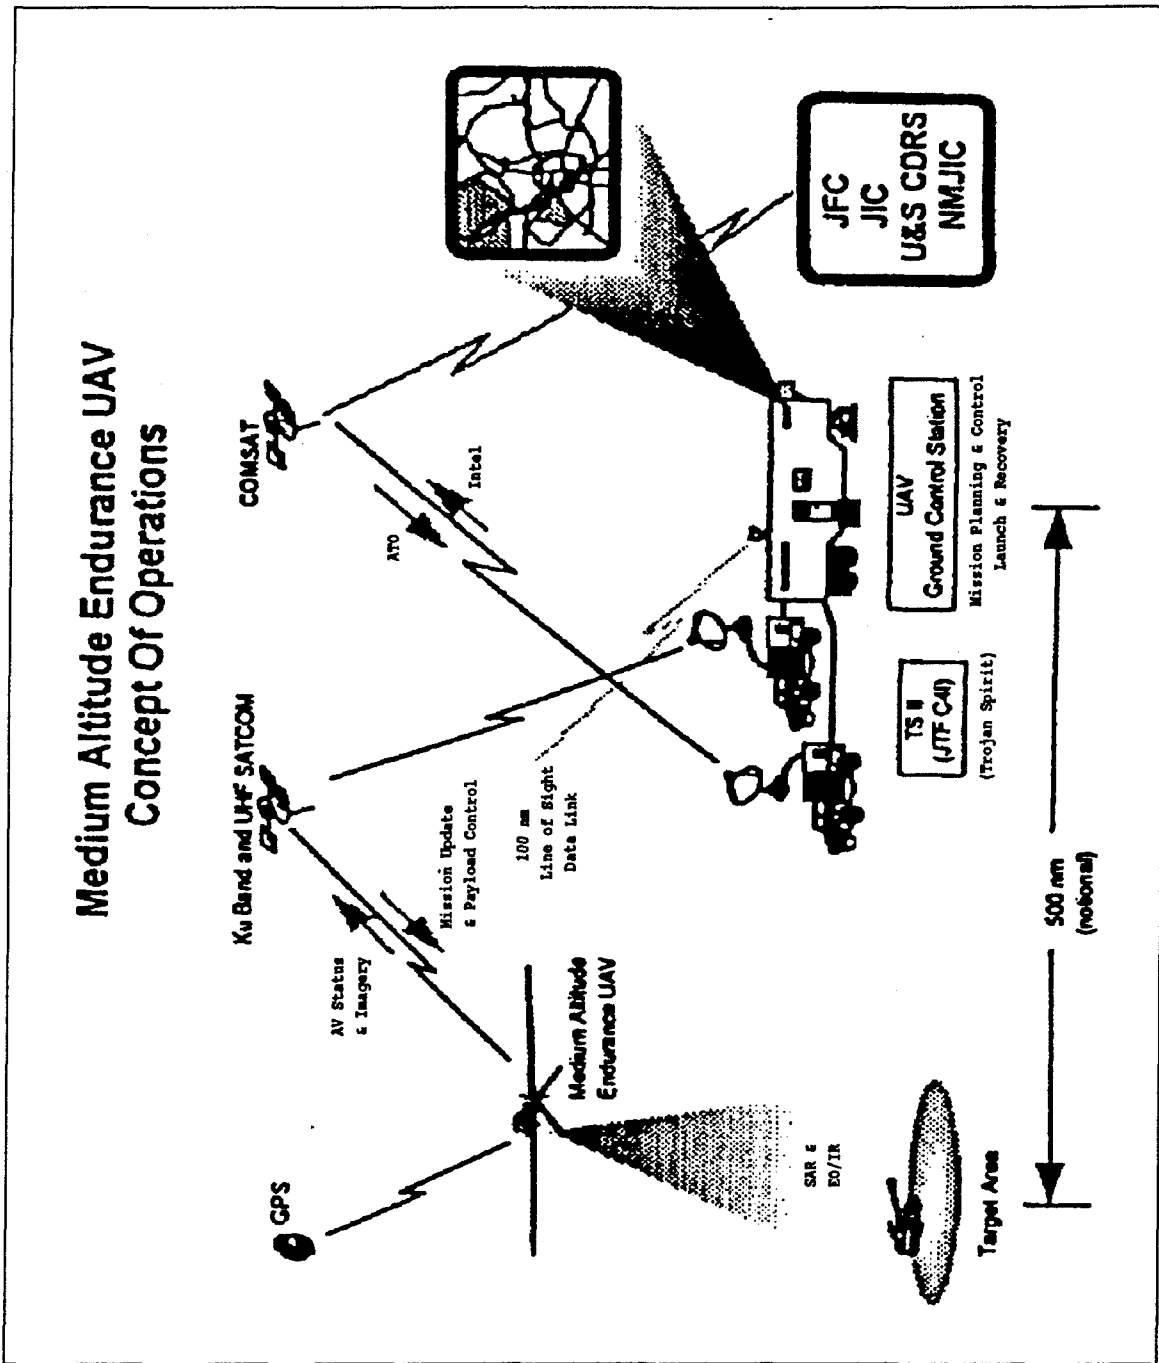 Medium Altitude Endurance UAV
Concept Of Operations
GPS
Ku Band and UHF SATCOM
COMSAT
AV Status
& Imagery
Mission Update
& Payload Control
ATO
Intel
100 nm
Line of Sight
Data Link
Medium Altitude
Endurance UAV
SAR &
EO/IR
Target Area
TS II
(JTF C4I)
(Trojan Spirit)
UAV
Ground Control Station
Mission Planning & Control
Launch & Recovery
JFC
JIC
U&S CDRS
NMJIC
500 nm
(notional)